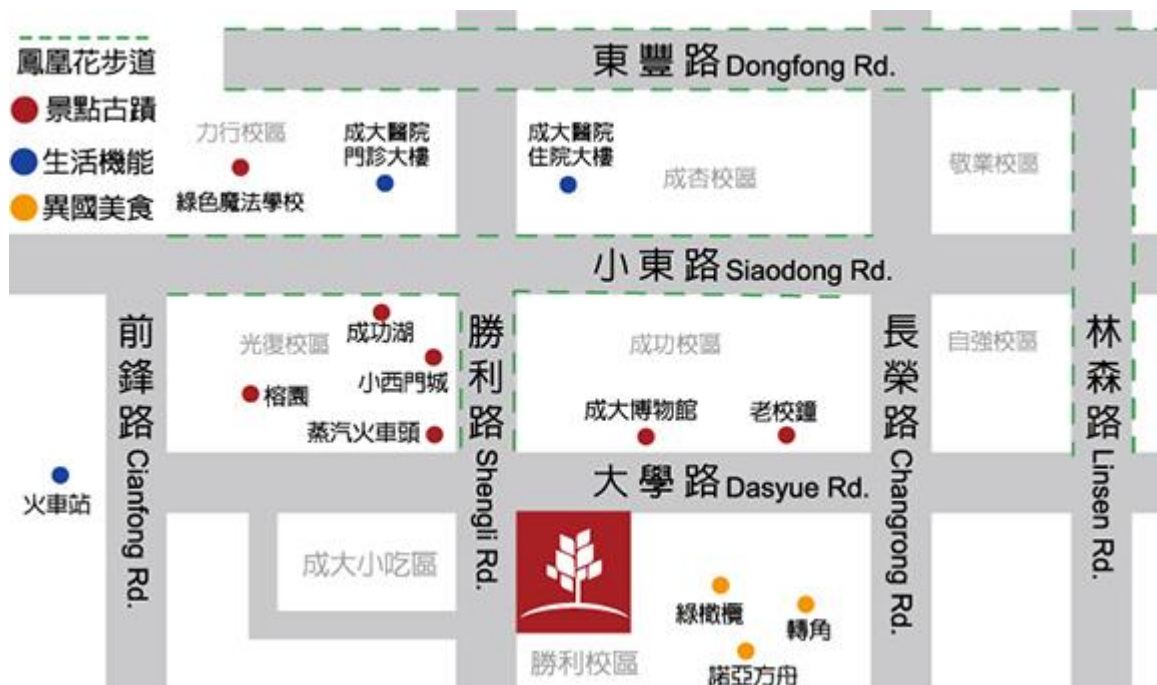 鳳凰花步道
景點古蹟
生活機能
異國美食
東豐路 Dongfong Rd.
力行校區
綠色魔法學校
成大醫院
門診大樓
成大醫院
住院大樓
成杏校區
敬業校區
小東路 Siaodong Rd.
前鋒路 Cianfong Rd.
光復校區
成功湖
小西門城
榕園
蒸汽火車頭
勝利路 Shengli Rd.
成功校區
成大博物館
老校鐘
長榮路 Changrong Rd.
自強校區
林森路 Linsen Rd.
火車站
大學路 Dasyue Rd.
成大小吃區
勝利校區
綠橄欖
轉角
諾亞方舟